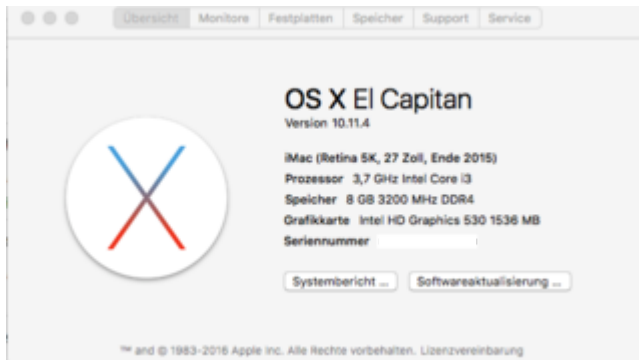 Übersicht Monitore Festplatten Speicher Support Service
OS X El Capitan
Version 10.11.4
iMac (Retina 5K, 27 Zoll, Ende 2015)
Prozessor 3,7 GHz Intel Core i3
Speicher 8 GB 3200 MHz DDR4
Grafikkarte Intel HD Graphics 530 1536 MB
Seriennummer
Systembericht ... Softwareaktualisierung ...
™ and © 1983-2016 Apple Inc. Alle Rechte vorbehalten. Lizenzvereinbarung